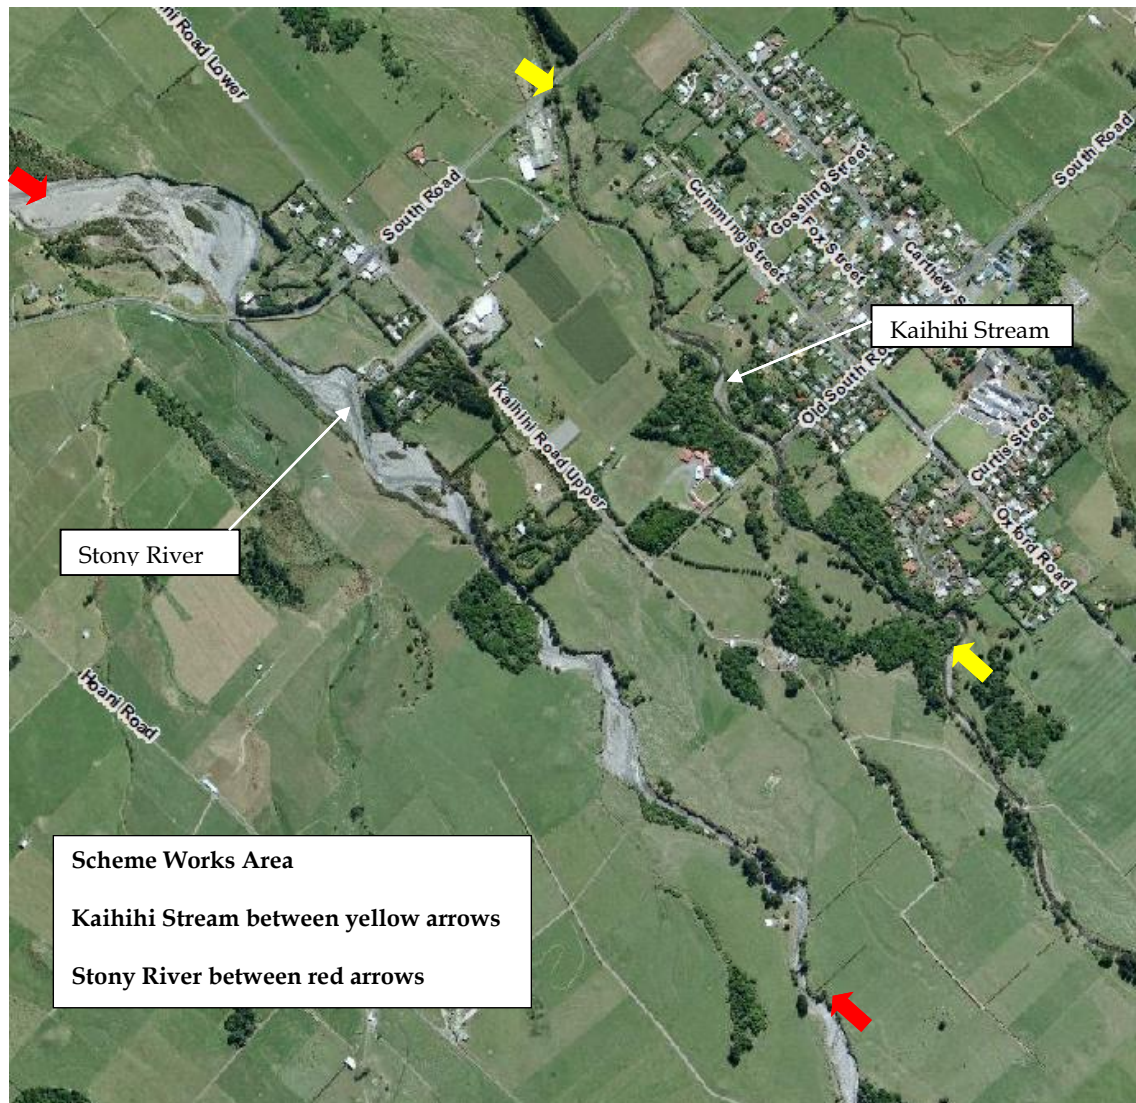 ni Road Lower
South Road
South Road
Gossling Street
Cumming Street
Fox Street
Carthew S
Kaihihi Stream
Old South Ro
Kaihihi Road Upper
Curtis Street
Oxford Road
Stony River
Hoani Road
Scheme Works Area
Kaihihi Stream between yellow arrows
Stony River between red arrows